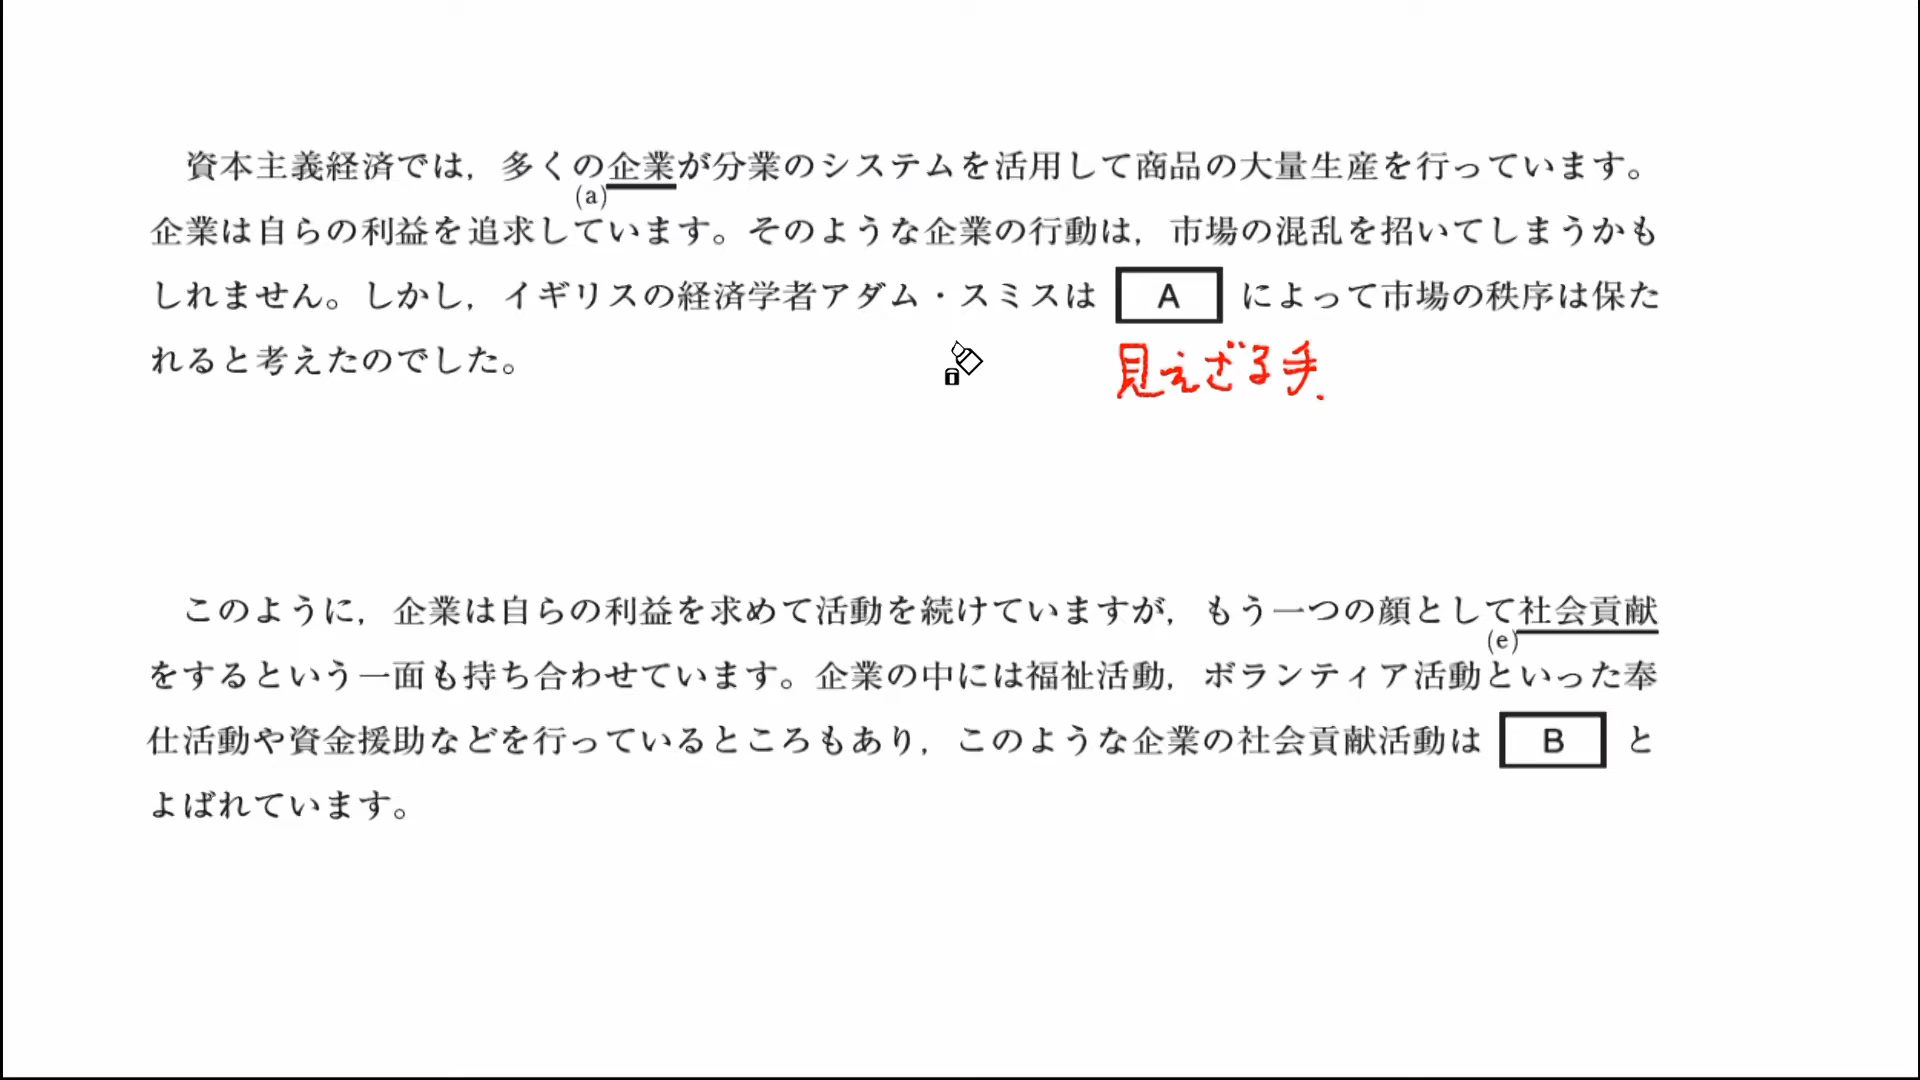 資本主義経済では，多くの企業が分業のシステムを活用して商品の大量生産を行っています。
(a)
企業は自らの利益を追求しています。そのような企業の行動は，市場の混乱を招いてしまうかも
しれません。しかし，イギリスの経済学者アダム・スミスは A によって市場の秩序は保た
れると考えたのでした。
見えざる手.
このように，企業は自らの利益を求めて活動を続けていますが，もう一つの顔として社会貢献
(e)
をするという一面も持ち合わせています。企業の中には福祉活動，ボランティア活動といった奉
仕活動や資金援助などを行っているところもあり，このような企業の社会貢献活動は B と
よばれています。